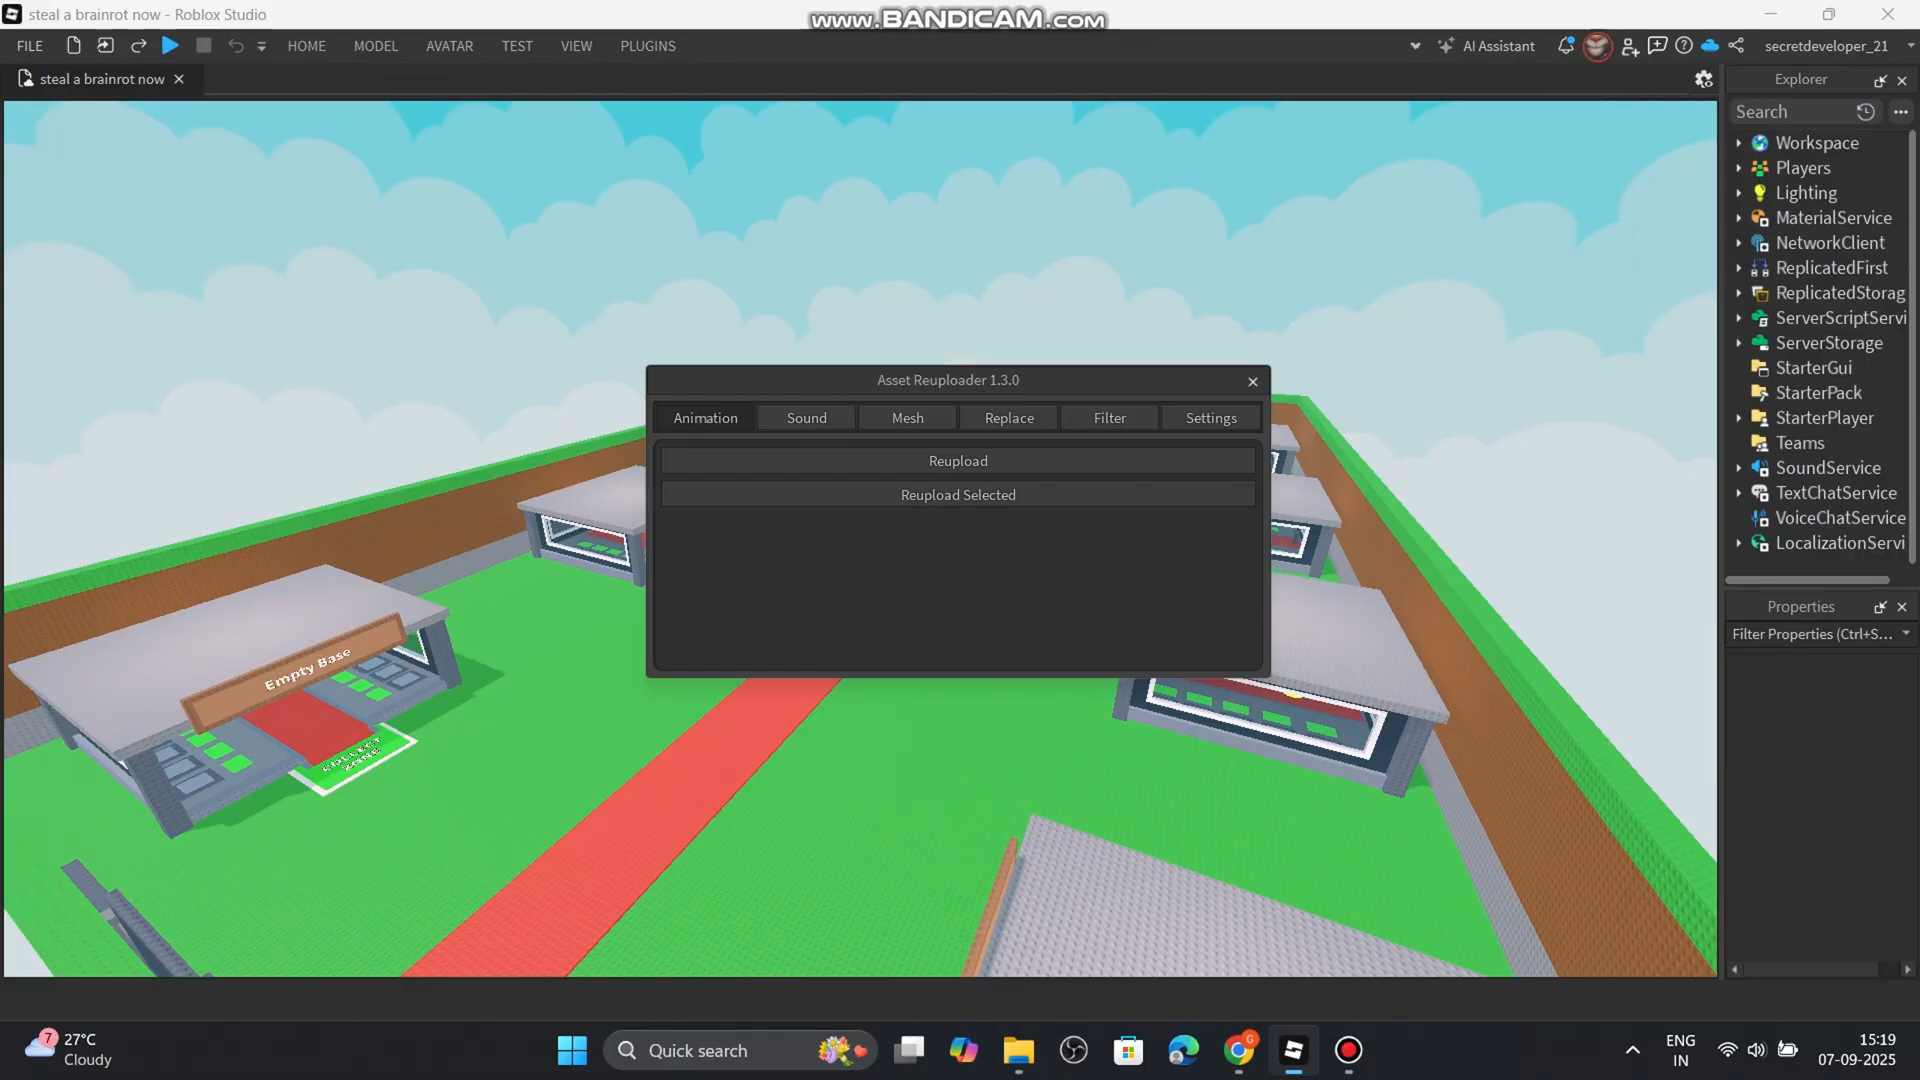 steal a brainrot now - Roblox Studio
www.BANDICAM.com
FILE
HOME
MODEL
AVATAR
TEST
VIEW
PLUGINS
AI Assistant
secretdeveloper_21
steal a brainrot now
Explorer
Search
Workspace
Players
Lighting
MaterialService
NetworkClient
ReplicatedFirst
ReplicatedStorag
ServerScriptServi
ServerStorage
StarterGui
StarterPack
StarterPlayer
Teams
SoundService
TextChatService
VoiceChatService
LocalizationServi
Properties
Filter Properties (Ctrl+S...
Asset Reuploader 1.3.0
Animation
Sound
Mesh
Replace
Filter
Settings
Reupload
Reupload Selected
Empty Base
COLLECT
ZONE
7
27°C
Cloudy
Quick search
G
ENG
IN
15:19
07-09-2025